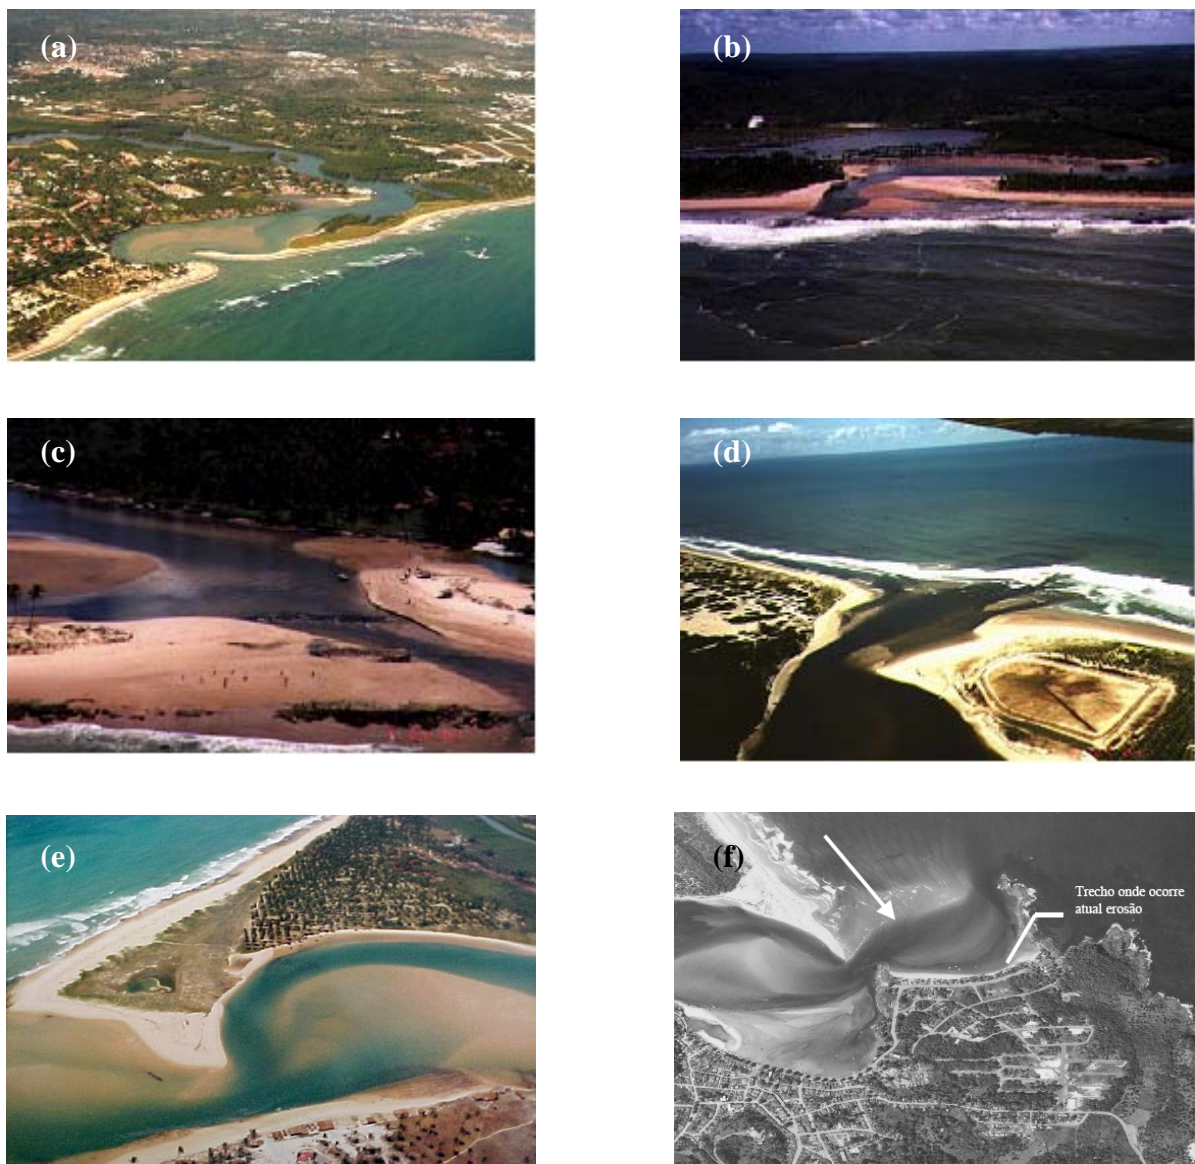 (a)
(b)
(c)
(d)
(e)
(f)
Trecho onde ocorre
atual erosão